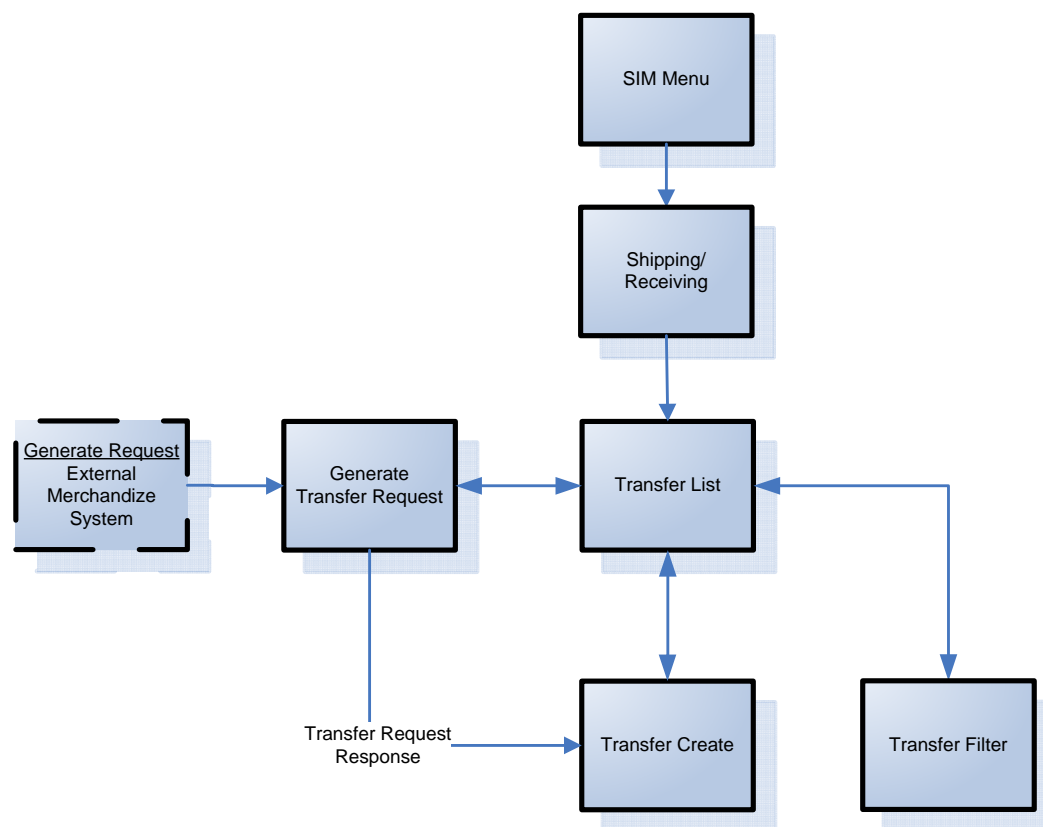 SIM Menu
Shipping/
Receiving
Generate Request
External
Merchandize
System
Generate
Transfer Request
Transfer List
Transfer Request
Response
Transfer Create
Transfer Filter